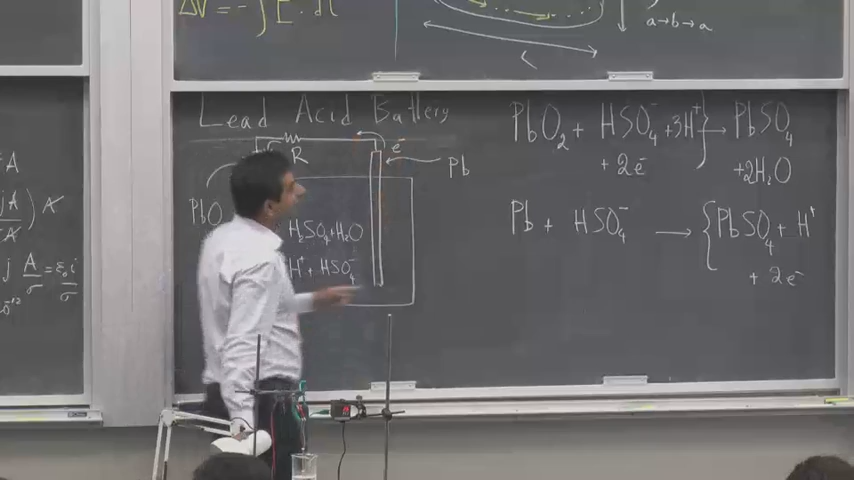 ΔV = - ∫ E · dl
a→b→a
Lead Acid Battery
R
e⁻
Pb
PbO
H₂SO₄+H₂O
H⁺ + HSO₄⁻
PbO₂ + HSO₄⁻ +3H⁺ → PbSO₄
+ 2e⁻ +2H₂O
Pb + HSO₄⁻ → { PbSO₄ + H⁺
+ 2e⁻
A
j A = ε₀ i
σ σ